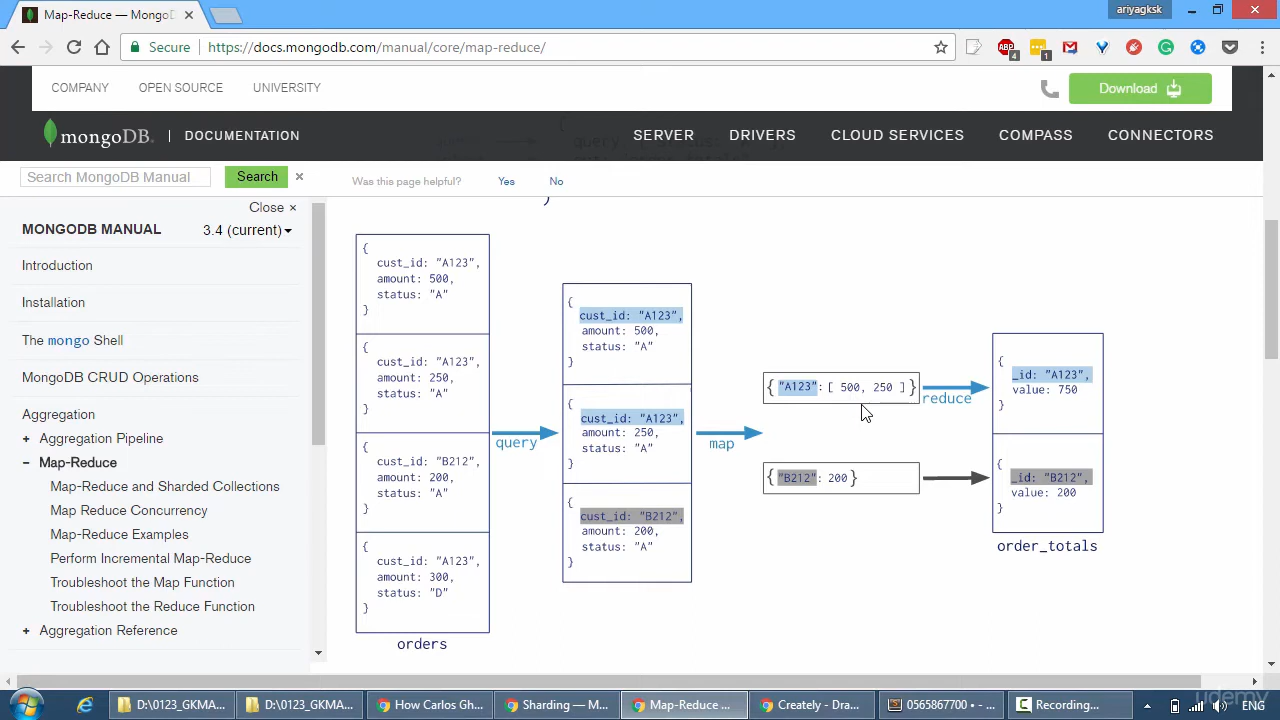 Map-Reduce — MongoD
ariyagksk
Secure
https://docs.mongodb.com/manual/core/map-reduce/
ABP
4
1
COMPANY OPEN SOURCE UNIVERSITY
Download
mongoDB. | DOCUMENTATION
SERVER DRIVERS CLOUD SERVICES COMPASS CONNECTORS
Search MongoDB Manual Search ×
Was this page helpful? Yes No
Close ×
MONGODB MANUAL 3.4 (current)
Introduction
Installation
The mongo Shell
MongoDB CRUD Operations
Aggregation
+ Aggregation Pipeline
− Map-Reduce
Map-Reduce and Sharded Collections
Map Reduce Concurrency
Map-Reduce Examples
Perform Incremental Map-Reduce
Troubleshoot the Map Function
Troubleshoot the Reduce Function
+ Aggregation Reference
)
{
cust_id: "A123",
amount: 500,
status: "A"
}
{
cust_id: "A123",
amount: 250,
status: "A"
}
{
cust_id: "B212",
amount: 200,
status: "A"
}
{
cust_id: "A123",
amount: 300,
status: "D"
}
orders
query
{
cust_id: "A123",
amount: 500,
status: "A"
}
{
cust_id: "A123",
amount: 250,
status: "A"
}
{
cust_id: "B212",
amount: 200,
status: "A"
}
map
{ "A123": [ 500, 250 ] }
{ "B212": 200 }
reduce
{
_id: "A123",
value: 750
}
{
_id: "B212",
value: 200
}
order_totals
D:\0123_GKMA...
D:\0123_GKMA...
How Carlos Gh...
Sharding — Mo...
Map-Reduce ...
Creately - Dra...
0565867700 • - ...
Recording...
ENG
udemy